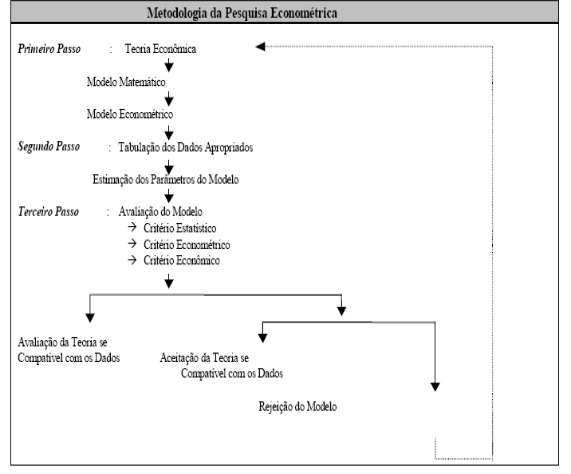 Metodologia da Pesquisa Econométrica
Primeiro Passo : Teoria Econômica
Modelo Matemático
Modelo Econométrico
Segundo Passo : Tabulação dos Dados Apropriados
Estimação dos Parâmetros do Modelo
Terceiro Passo : Avaliação do Modelo
→ Critério Estatístico
→ Critério Econométrico
→ Critério Econômico
Avaliação da Teoria se
Compatível com os Dados
Aceitação da Teoria se
Compatível com os Dados
Rejeição do Modelo